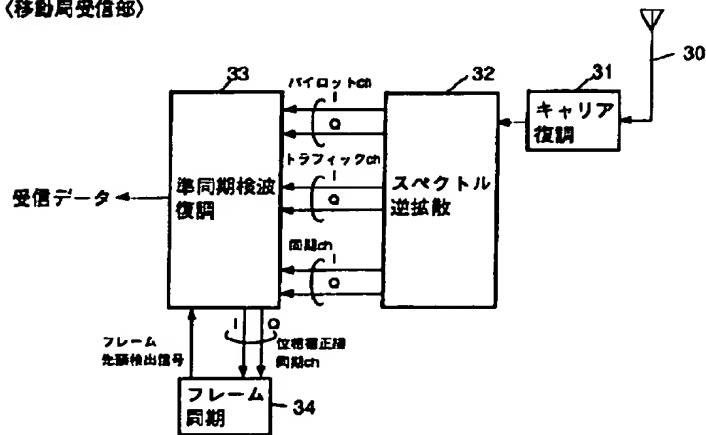 〈移動局受信部〉
30
31
キャリア
復調
32
スペクトル
逆拡散
33
準同期検波
復調
パイロットch
I
Q
トラフィックch
I
Q
同期ch
I
Q
受信データ
フレーム
先頭検出信号
I
Q
位相補正後
同期ch
フレーム
同期
34